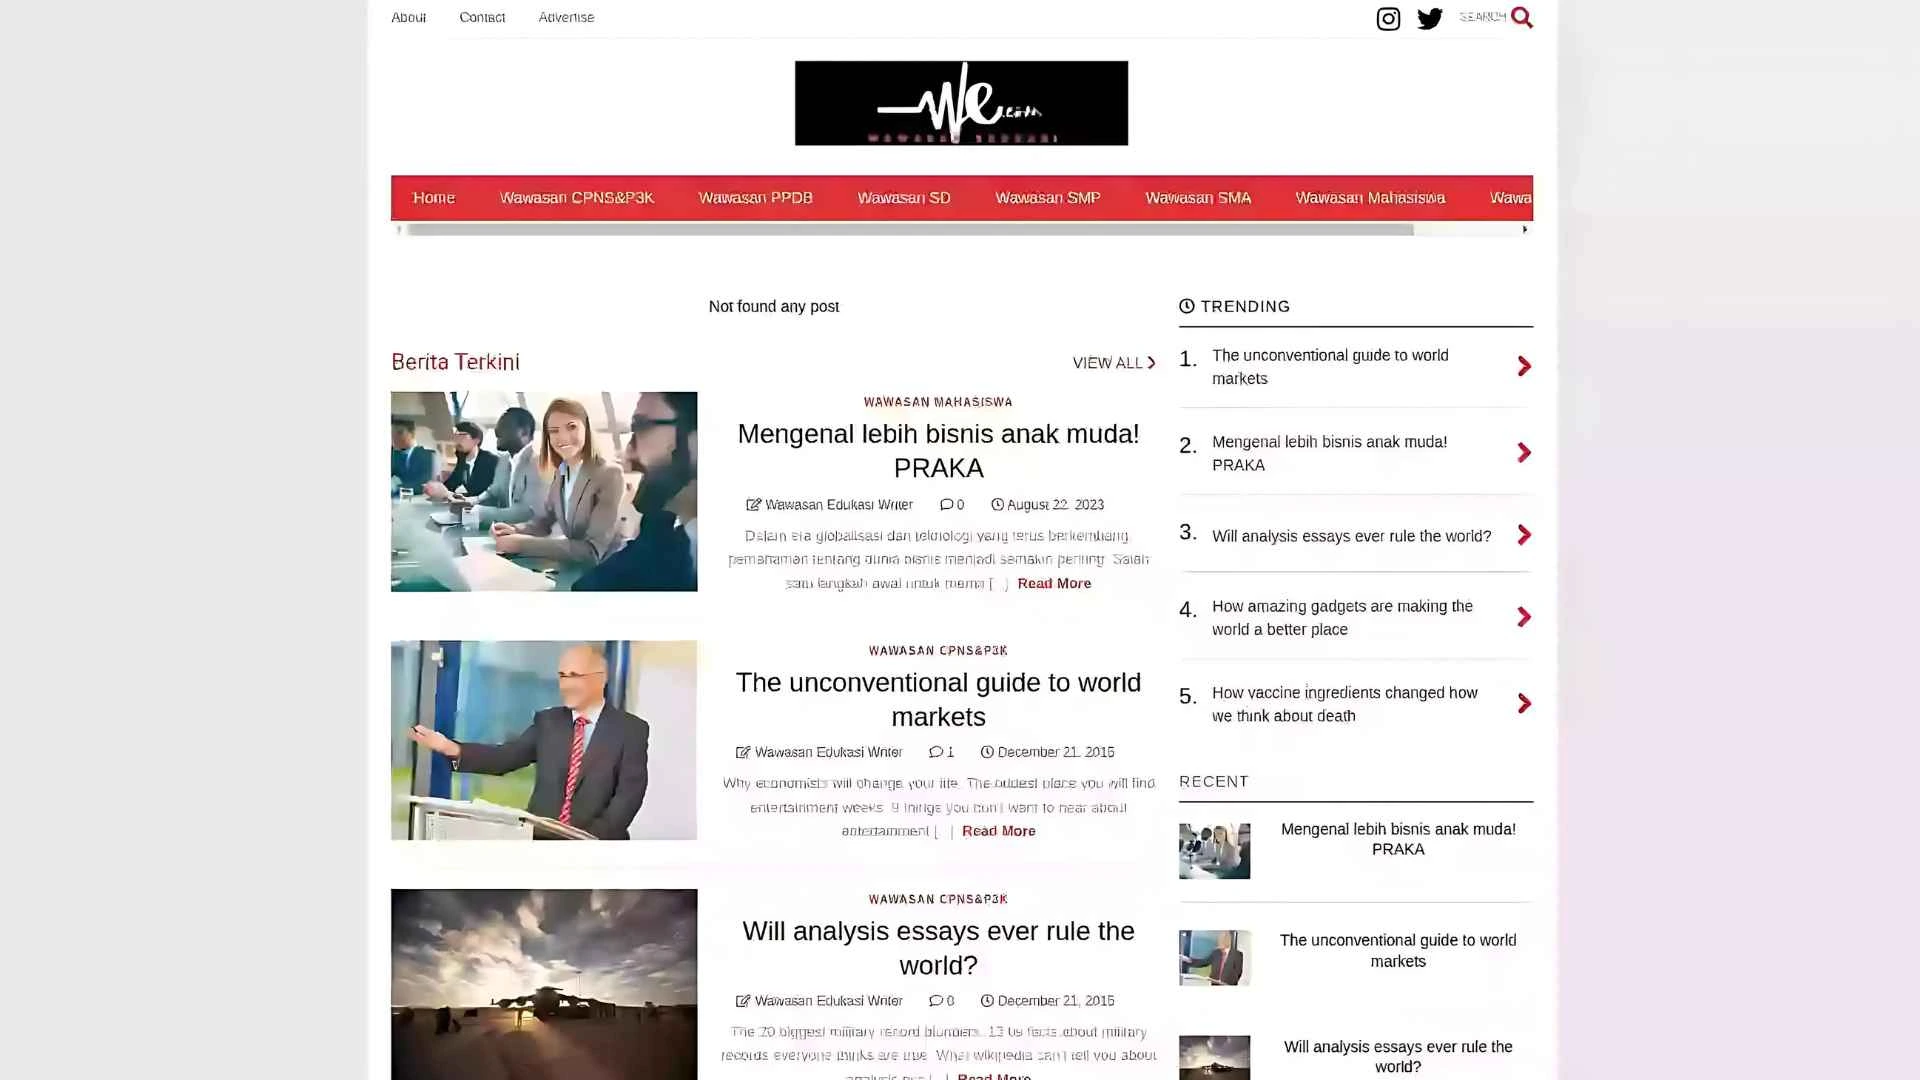 About Contact Advertise
SEARCH
We.com
WAWASAN EDUKASI
Home Wawasan CPNS&P3K Wawasan PPDB Wawasan SD Wawasan SMP Wawasan SMA Wawasan Mahasiswa Wawa
Not found any post
Berita Terkini
VIEW ALL
WAWASAN MAHASISWA
Mengenal lebih bisnis anak muda!
PRAKA
Wawasan Edukasi Writer 0 August 22, 2023
Dalam era globalisasi dan teknologi yang terus berkembang,
pemahaman tentang dunia bisnis menjadi semakin penting. Salah
satu langkah awal untuk mema [ ] Read More
WAWASAN CPNS&P3K
The unconventional guide to world
markets
Wawasan Edukasi Writer 1 December 21, 2015
Why economists will change your life. The oddest place you will find
entertainment weeks. 9 things you don't want to hear about
entertainment [ ] Read More
WAWASAN CPNS&P3K
Will analysis essays ever rule the
world?
Wawasan Edukasi Writer 0 December 21, 2015
The 20 biggest military record blunders. 13 facts about military
records everyone thinks are true. What wikipedia can't tell you about
Read More
TRENDING
1. The unconventional guide to world
markets
2. Mengenal lebih bisnis anak muda!
PRAKA
3. Will analysis essays ever rule the world?
4. How amazing gadgets are making the
world a better place
5. How vaccine ingredients changed how
we think about death
RECENT
Mengenal lebih bisnis anak muda!
PRAKA
The unconventional guide to world
markets
Will analysis essays ever rule the
world?